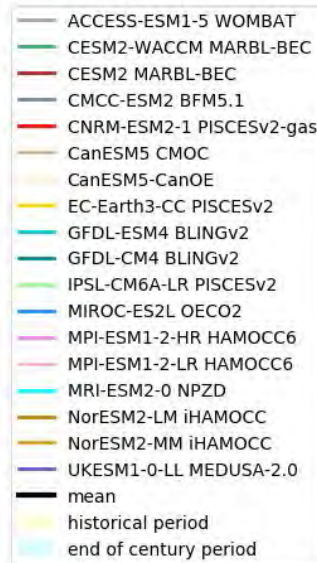 ACCESS-ESM1-5 WOMBAT
CESM2-WACCM MARBL-BEC
CESM2 MARBL-BEC
CMCC-ESM2 BFM5.1
CNRM-ESM2-1 PISCESv2-gas
CanESM5 CMOC
CanESM5-CanOE
EC-Earth3-CC PISCESv2
GFDL-ESM4 BLINGv2
GFDL-CM4 BLINGv2
IPSL-CM6A-LR PISCESv2
MIROC-ES2L OECO2
MPI-ESM1-2-HR HAMOCC6
MPI-ESM1-2-LR HAMOCC6
MRI-ESM2-0 NPZD
NorESM2-LM iHAMOCC
NorESM2-MM iHAMOCC
UKESM1-0-LL MEDUSA-2.0
mean
historical period
end of century period